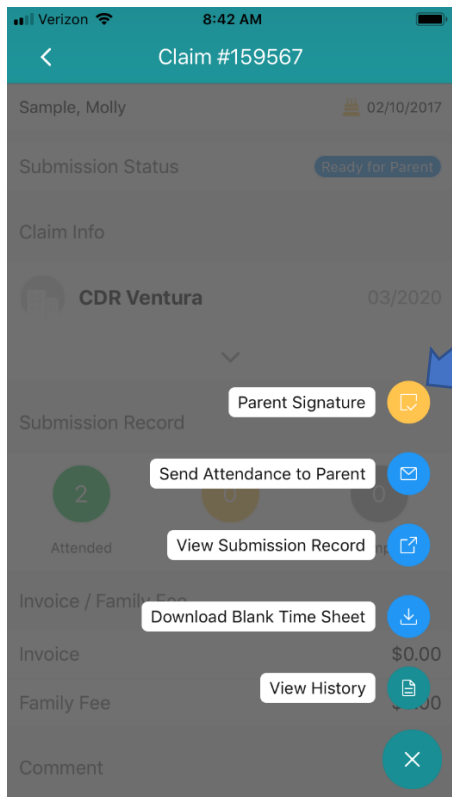 Verizon 8:42 AM
Claim #159567
Sample, Molly 02/10/2017
Submission Status Ready for Parent
Claim Info
CDR Ventura 03/2020
Parent Signature
Submission Record
Send Attendance to Parent
2 0 0
View Submission Record
Attended
Invoice / Family Fee
Download Blank Time Sheet
Invoice $0.00
View History
Family Fee
Comment